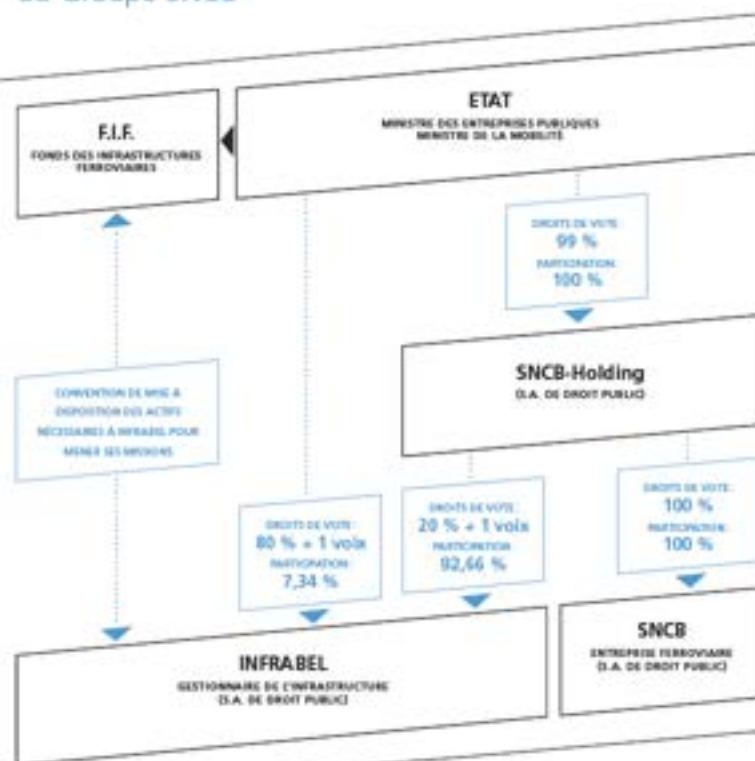 F.I.F.
FONDS DES INFRASTRUCTURES
FERROVIAIRES
ETAT
MINISTRE DES ENTREPRISES PUBLIQUES
MINISTRE DE LA MOBILITÉ
DROITS DE VOTE:
99 %
PARTICIPATION:
100 %
SNCB-Holding
(S.A. DE DROIT PUBLIC)
CONVENTION DE MISE À
DISPOSITION DES ACTIFS
NÉCESSAIRES À INFRABEL POUR
MENER SES MISSIONS
DROITS DE VOTE:
80 % + 1 voix
PARTICIPATION:
7,34 %
DROITS DE VOTE:
20 % + 1 voix
PARTICIPATION:
92,66 %
DROITS DE VOTE:
100 %
PARTICIPATION:
100 %
INFRABEL
GESTIONNAIRE DE L'INFRASTRUCTURE
(S.A. DE DROIT PUBLIC)
SNCB
ENTREPRISE FERROVIAIRE
(S.A. DE DROIT PUBLIC)